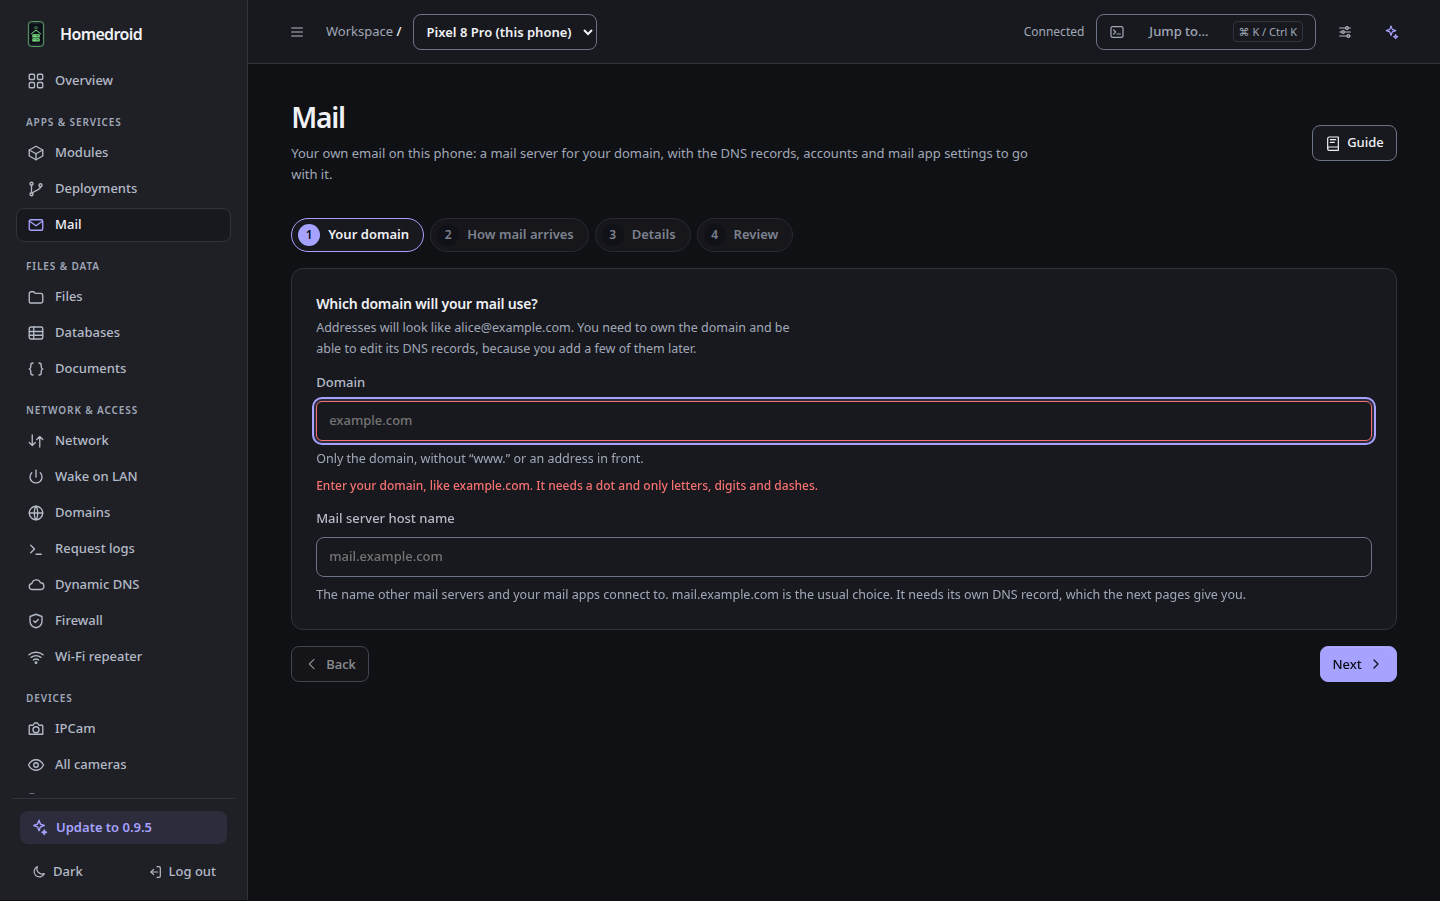 Homedroid
Overview
APPS & SERVICES
Modules
Deployments
Mail
FILES & DATA
Files
Databases
Documents
NETWORK & ACCESS
Network
Wake on LAN
Domains
Request logs
Dynamic DNS
Firewall
Wi-Fi repeater
DEVICES
IPCam
All cameras
Update to 0.9.5
Dark
Log out
Workspace /
Pixel 8 Pro (this phone)
Connected
Jump to...
⌘ K / Ctrl K
Mail
Your own email on this phone: a mail server for your domain, with the DNS records, accounts and mail app settings to go
with it.
Guide
1 Your domain
2 How mail arrives
3 Details
4 Review
Which domain will your mail use?
Addresses will look like alice@example.com. You need to own the domain and be
able to edit its DNS records, because you add a few of them later.
Domain
example.com
Only the domain, without “www.” or an address in front.
Enter your domain, like example.com. It needs a dot and only letters, digits and dashes.
Mail server host name
mail.example.com
The name other mail servers and your mail apps connect to. mail.example.com is the usual choice. It needs its own DNS record, which the next pages give you.
Back
Next